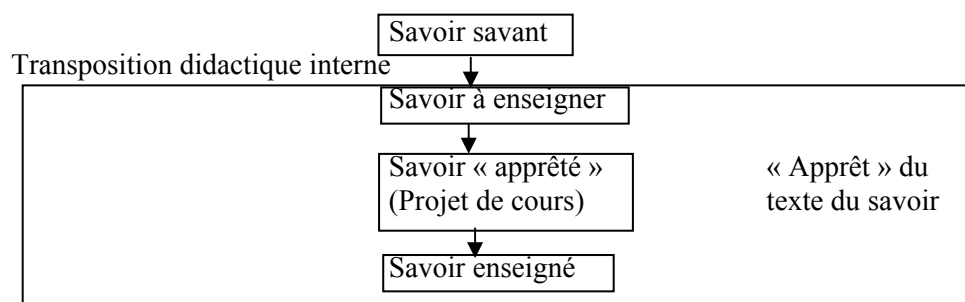 Savoir savant
Transposition didactique interne
Savoir à enseigner
Savoir « apprêté »
(Projet de cours)
« Apprêt » du
texte du savoir
Savoir enseigné